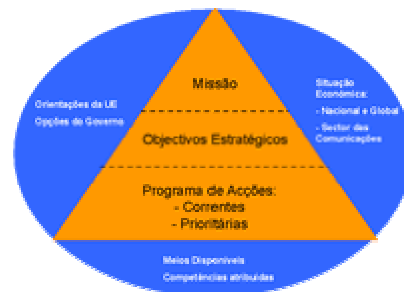 Missão
Situação
Económica:
- Nacional e Global
- Sector das
Comunicações
Orientações da UE
Opções do Governo
Objectivos Estratégicos
Programa de Acções:
- Correntes
- Prioritárias
Meios Disponíveis
Competências atribuídas